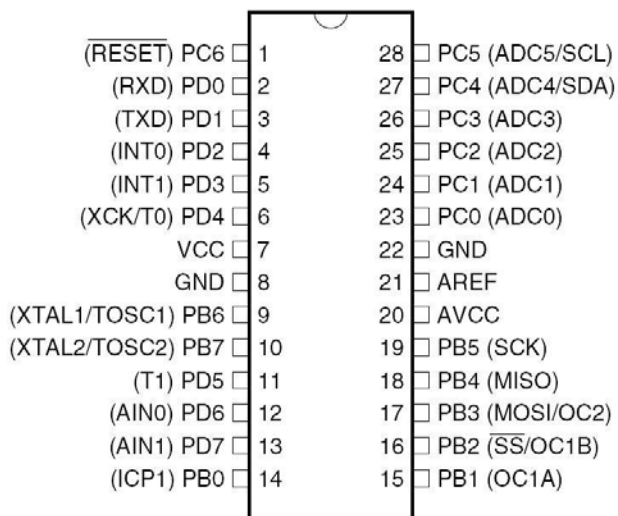 (RESET) PC6 1 28 PC5 (ADC5/SCL)
(RXD) PD0 2 27 PC4 (ADC4/SDA)
(TXD) PD1 3 26 PC3 (ADC3)
(INT0) PD2 4 25 PC2 (ADC2)
(INT1) PD3 5 24 PC1 (ADC1)
(XCK/T0) PD4 6 23 PC0 (ADC0)
VCC 7 22 GND
GND 8 21 AREF
(XTAL1/TOSC1) PB6 9 20 AVCC
(XTAL2/TOSC2) PB7 10 19 PB5 (SCK)
(T1) PD5 11 18 PB4 (MISO)
(AIN0) PD6 12 17 PB3 (MOSI/OC2)
(AIN1) PD7 13 16 PB2 (SS/OC1B)
(ICP1) PB0 14 15 PB1 (OC1A)